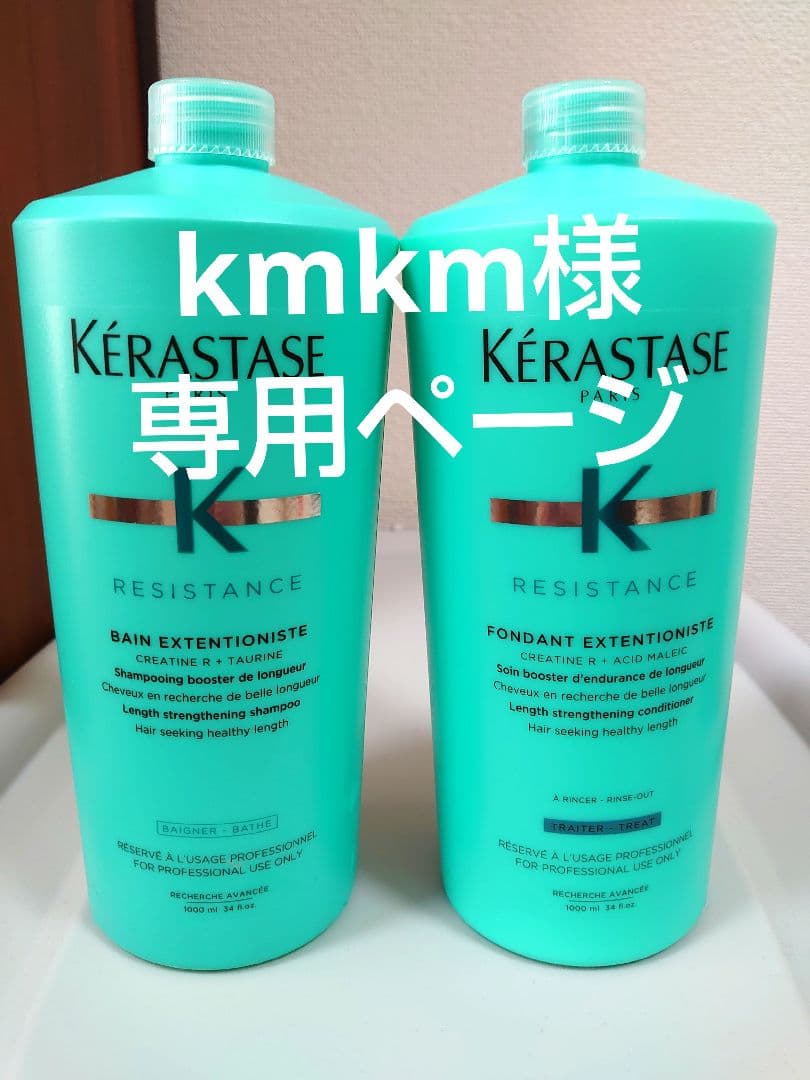 kmkm様
専用ページ
KÉRASTASE
PARIS
K
RESISTANCE
BAIN EXTENTIONISTE
CREATINE R + TAURINE
Shampooing booster de longueur
Cheveux en recherche de belle longueur
Length strengthening shampoo
Hair seeking healthy length
BAIGNER - BATHE
RÉSERVÉ À L'USAGE PROFESSIONNEL
FOR PROFESSIONAL USE ONLY
RECHERCHE AVANCÉE
1000 ml 34 fl.oz.
KÉRASTASE
PARIS
K
RESISTANCE
FONDANT EXTENTIONISTE
CREATINE R + ACID MALEIC
Soin booster d'endurance de longueur
Cheveux en recherche de belle longueur
Length strengthening conditioner
Hair seeking healthy length
À RINCER - RINSE-OUT
TRAITER - TREAT
RÉSERVÉ À L'USAGE PROFESSIONNEL
FOR PROFESSIONAL USE ONLY
RECHERCHE AVANCÉE
1000 ml 34 fl.oz.